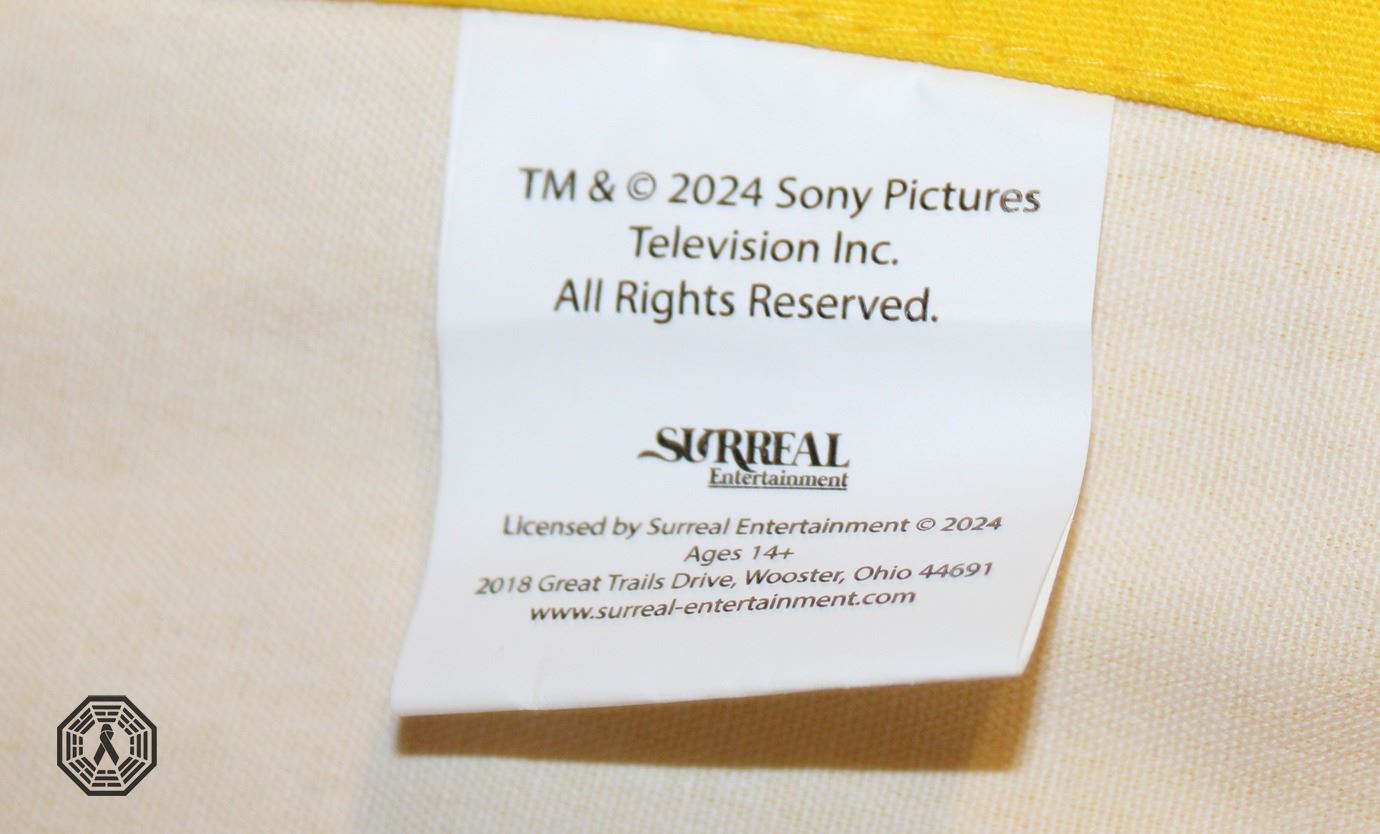 TM & © 2024 Sony Pictures
Television Inc.
All Rights Reserved.
SURREAL
Entertainment
Licensed by Surreal Entertainment © 2024
Ages 14+
2018 Great Trails Drive, Wooster, Ohio 44691
www.surreal-entertainment.com